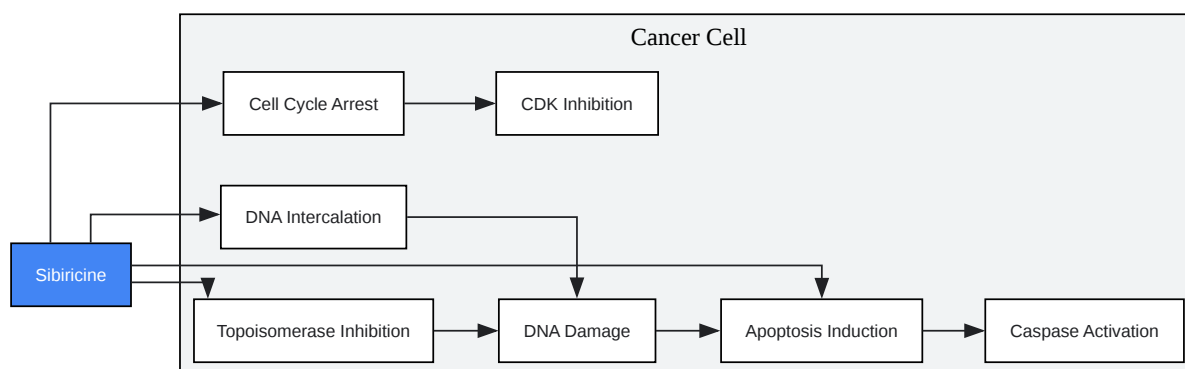 Cancer Cell
Cell Cycle Arrest
CDK Inhibition
DNA Intercalation
Sibiricine
Topoisomerase Inhibition
DNA Damage
Apoptosis Induction
Caspase Activation